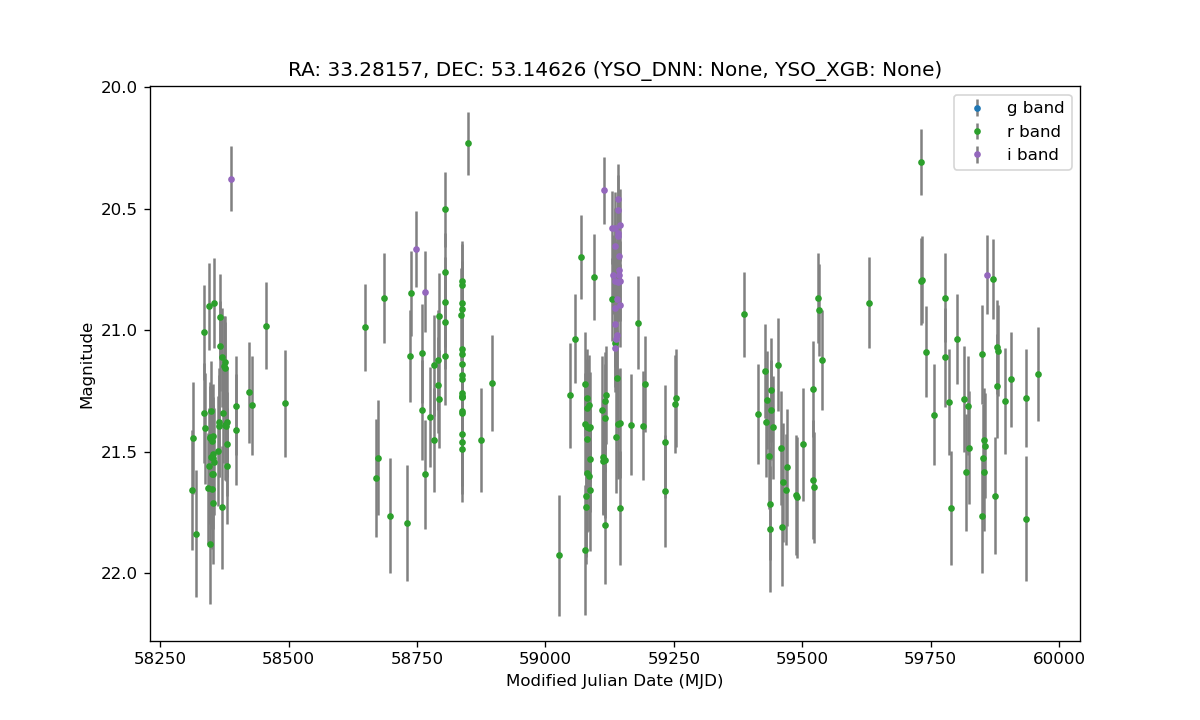 RA: 33.28157, DEC: 53.14626 (YSO_DNN: None, YSO_XGB: None)
g band
r band
i band
20.0
20.5
21.0
21.5
22.0
Magnitude
58250 58500 58750 59000 59250 59500 59750 60000
Modified Julian Date (MJD)